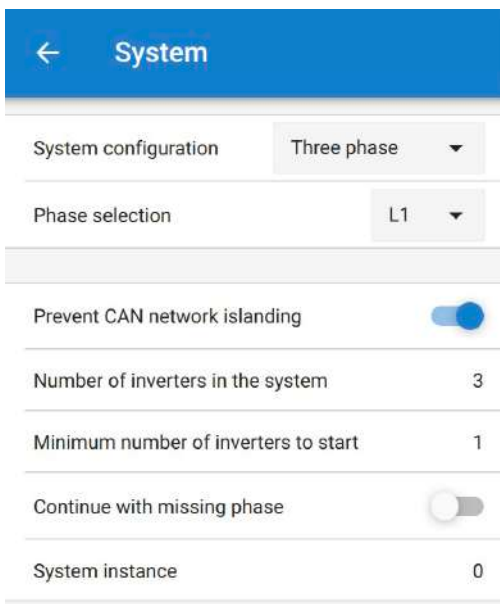 System
System configuration Three phase
Phase selection L1
Prevent CAN network islanding
Number of inverters in the system 3
Minimum number of inverters to start 1
Continue with missing phase
System instance 0